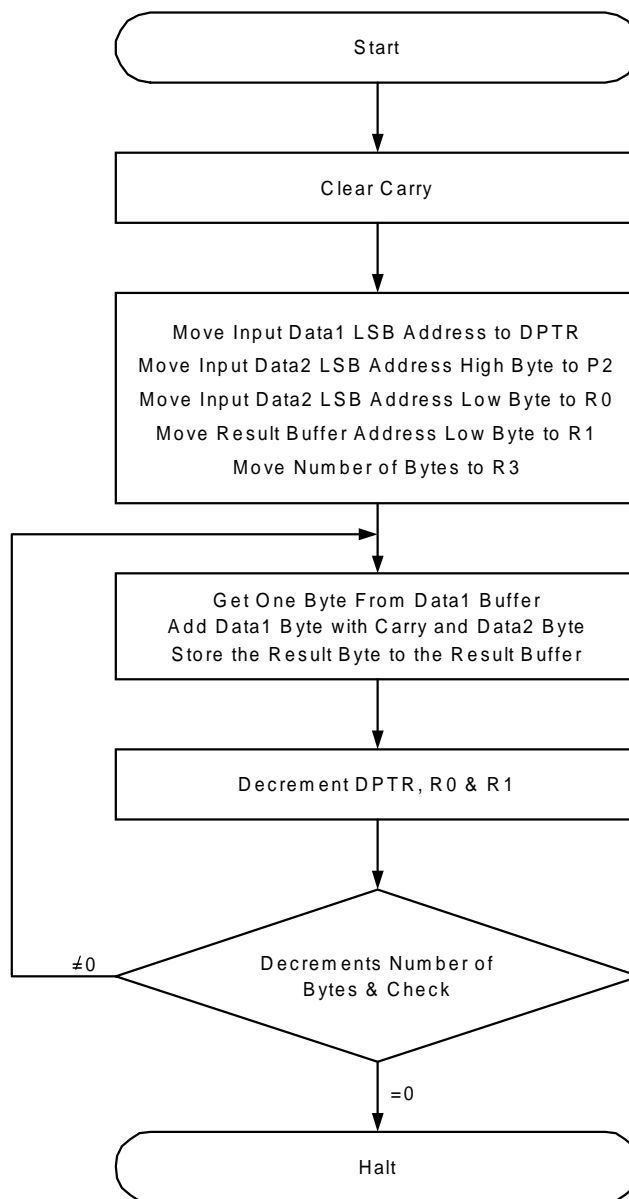 Start
Clear Carry
Move Input Data1 LSB Address to DPTR
Move Input Data2 LSB Address High Byte to P2
Move Input Data2 LSB Address Low Byte to R0
Move Result Buffer Address Low Byte to R1
Move Number of Bytes to R3
Get One Byte From Data1 Buffer
Add Data1 Byte with Carry and Data2 Byte
Store the Result Byte to the Result Buffer
Decrement DPTR, R0 & R1
≠0
Decrements Number of
Bytes & Check
=0
Halt